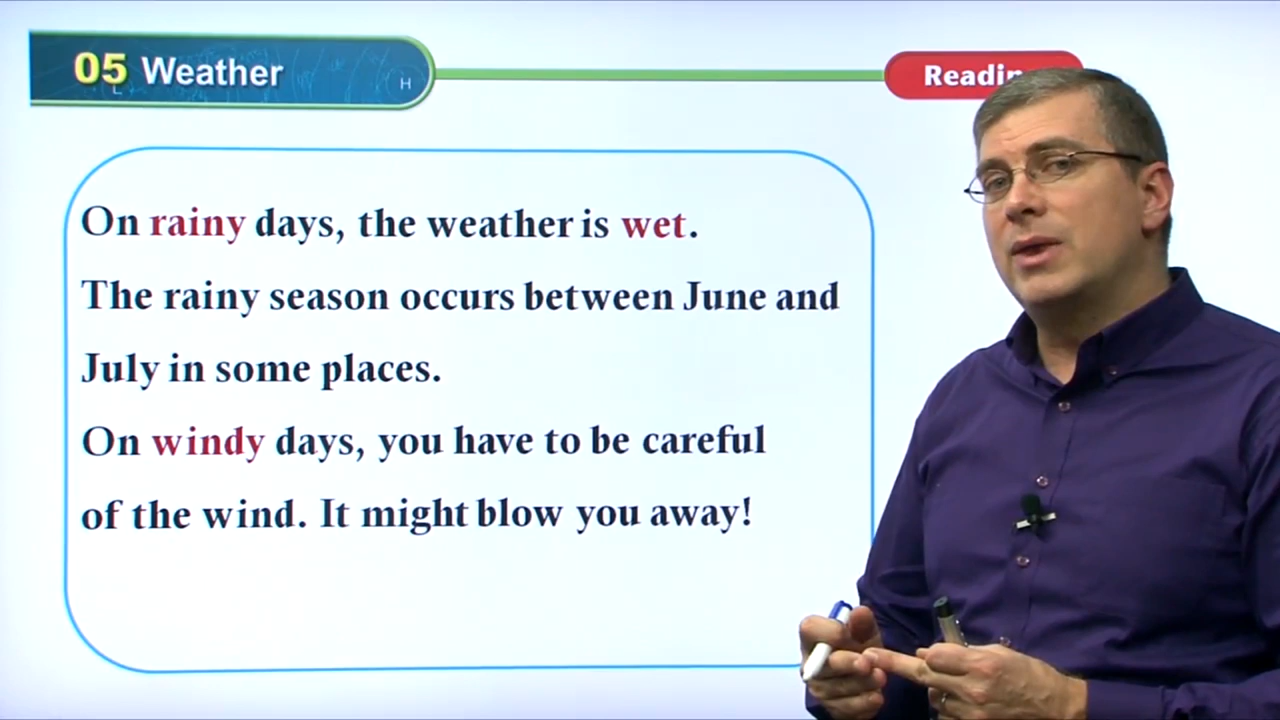 05 Weather
L
H
On rainy days, the weather is wet.
The rainy season occurs between June and
July in some places.
On windy days, you have to be careful
of the wind. It might blow you away!